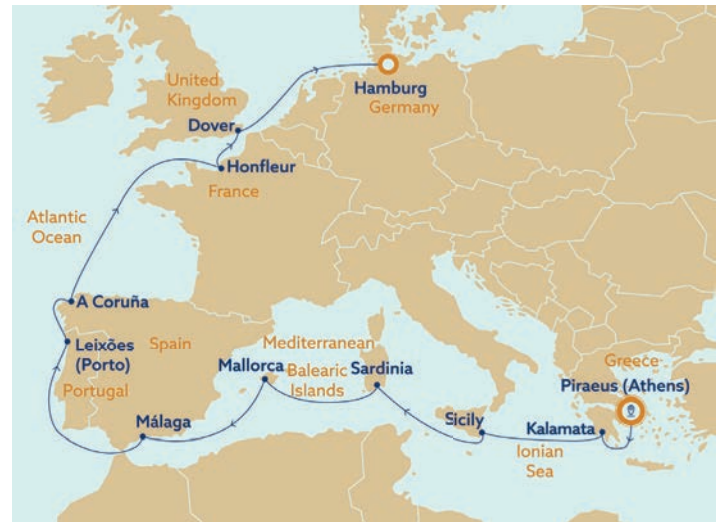 United
Kingdom
Hamburg
Germany
Dover
Honfleur
France
Atlantic
Ocean
A Coruña
Leixões
(Porto)
Spain
Portugal
Mediterranean
Mallorca
Balearic
Islands
Sardinia
Málaga
Sicily
Kalamata
Ionian
Sea
Greece
Piraeus (Athens)